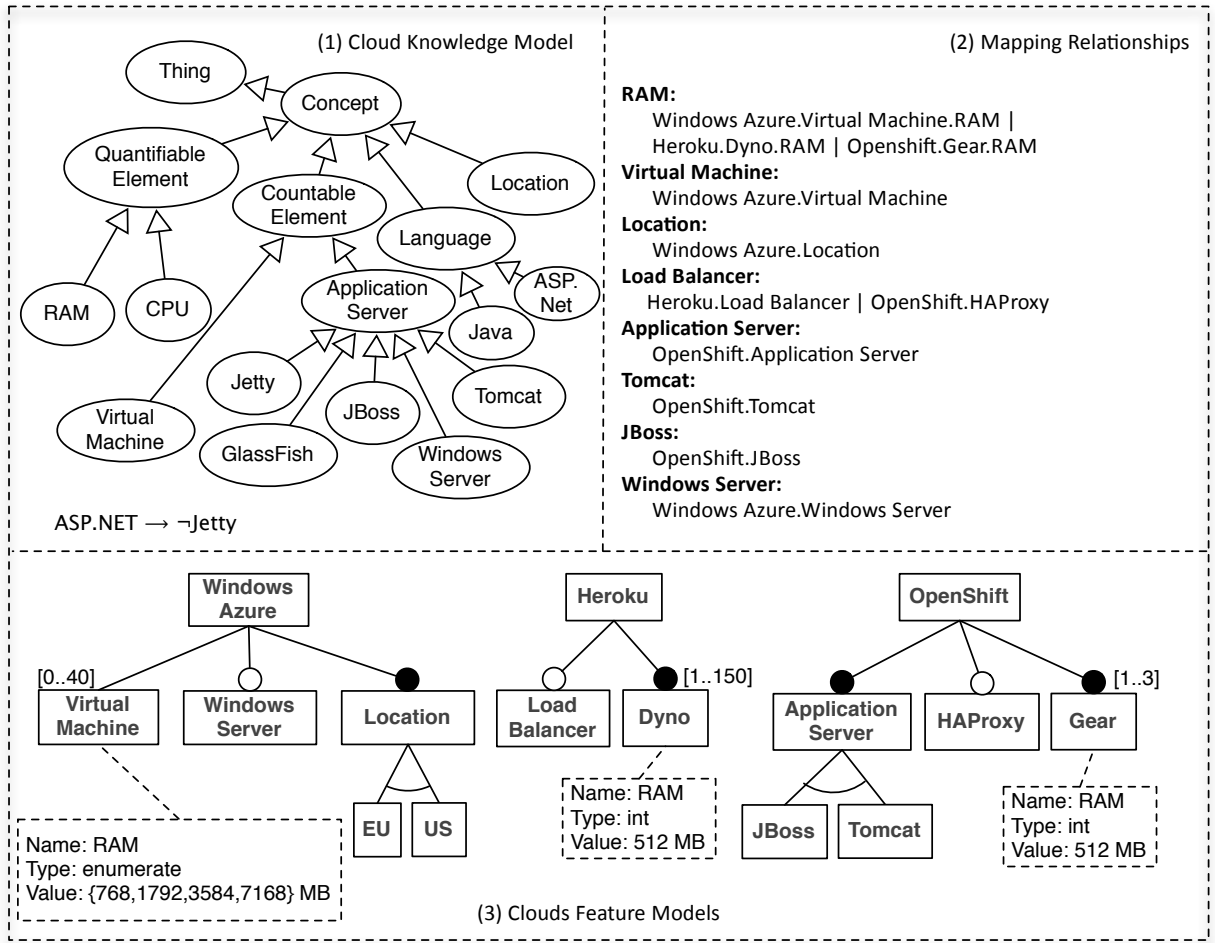 (1) Cloud Knowledge Model
Thing
Concept
Quantifiable
Element
Countable
Element
Location
Language
RAM
CPU
Application
Server
ASP.
Net
Java
Jetty
JBoss
Tomcat
Virtual
Machine
GlassFish
Windows
Server
ASP.NET → ¬Jetty
(2) Mapping Relationships
RAM:
Windows Azure.Virtual Machine.RAM |
Heroku.Dyno.RAM | Openshift.Gear.RAM
Virtual Machine:
Windows Azure.Virtual Machine
Location:
Windows Azure.Location
Load Balancer:
Heroku.Load Balancer | OpenShift.HAProxy
Application Server:
OpenShift.Application Server
Tomcat:
OpenShift.Tomcat
JBoss:
OpenShift.JBoss
Windows Server:
Windows Azure.Windows Server
Windows
Azure
[0..40]
Virtual
Machine
Windows
Server
Location
EU
US
Name: RAM
Type: enumerate
Value: {768,1792,3584,7168} MB
Heroku
Load
Balancer
[1..150]
Dyno
Name: RAM
Type: int
Value: 512 MB
OpenShift
Application
Server
HAProxy
[1..3]
Gear
JBoss
Tomcat
Name: RAM
Type: int
Value: 512 MB
(3) Clouds Feature Models